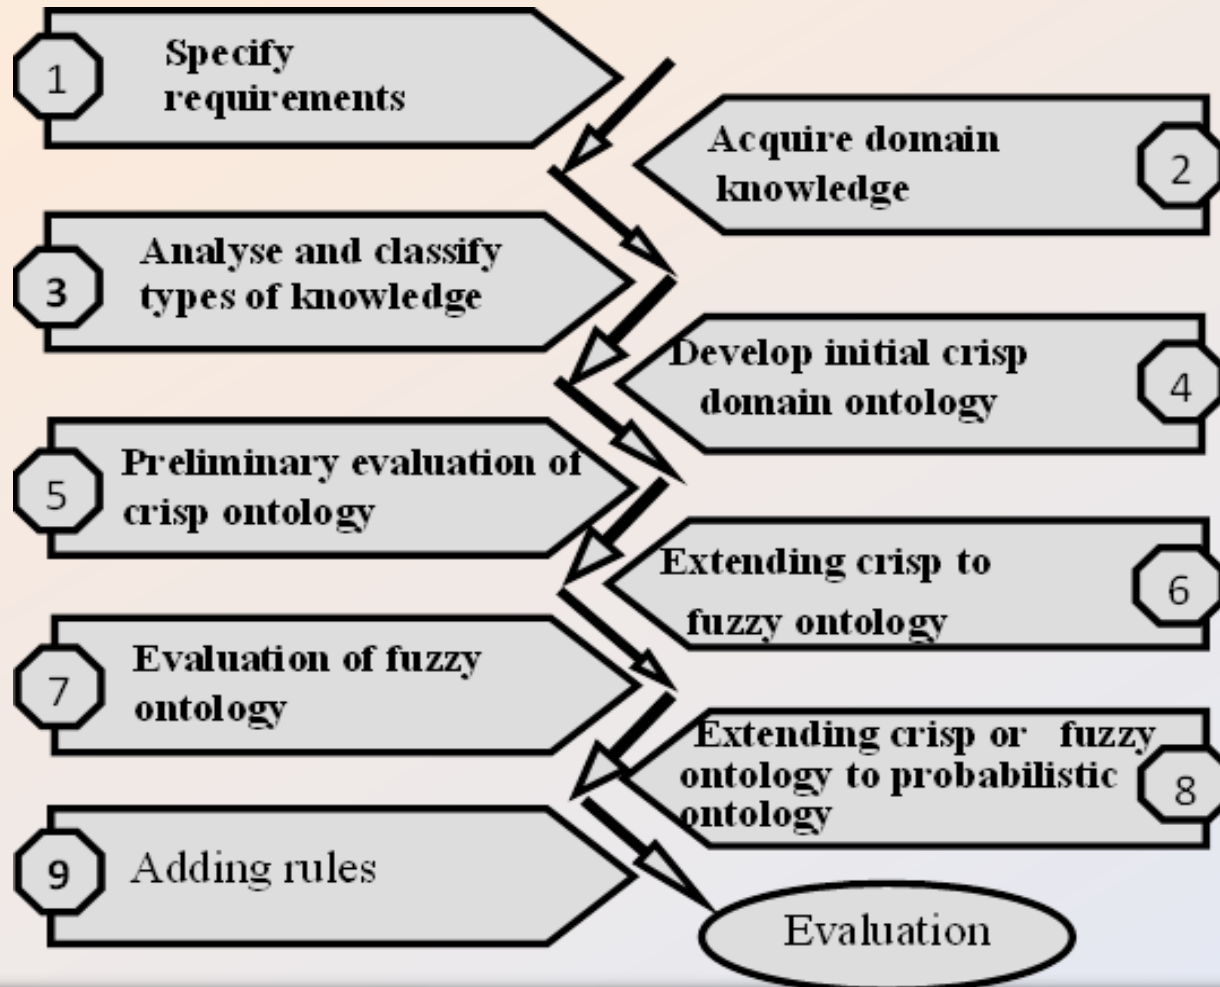 1
Specify
requirements
Acquire domain
knowledge
2
3
Analyse and classify
types of knowledge
Develop initial crisp
domain ontology
4
5
Preliminary evaluation of
crisp ontology
Extending crisp to
fuzzy ontology
6
7
Evaluation of fuzzy
ontology
Extending crisp or fuzzy
ontology to probabilistic
ontology
8
9
Adding rules
Evaluation